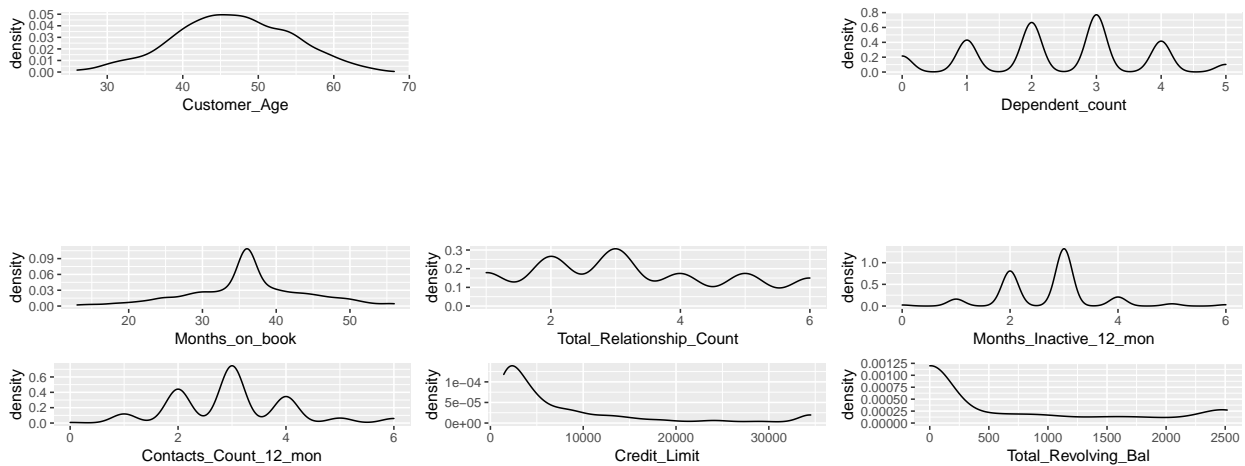 density
0.05
0.04
0.03
0.02
0.01
0.00
30 40 50 60 70
Customer_Age
density
0.8
0.6
0.4
0.2
0.0
0 1 2 3 4 5
Dependent_count
density
0.09
0.06
0.03
0.00
20 30 40 50
Months_on_book
density
0.3
0.2
0.1
0.0
2 4 6
Total_Relationship_Count
density
1.0
0.5
0.0
0 2 4 6
Months_Inactive_12_mon
density
0.6
0.4
0.2
0.0
0 2 4 6
Contacts_Count_12_mon
density
1e−04
5e−05
0e+00
0 10000 20000 30000
Credit_Limit
density
0.00125
0.00100
0.00075
0.00050
0.00025
0.00000
0 500 1000 1500 2000 2500
Total_Revolving_Bal